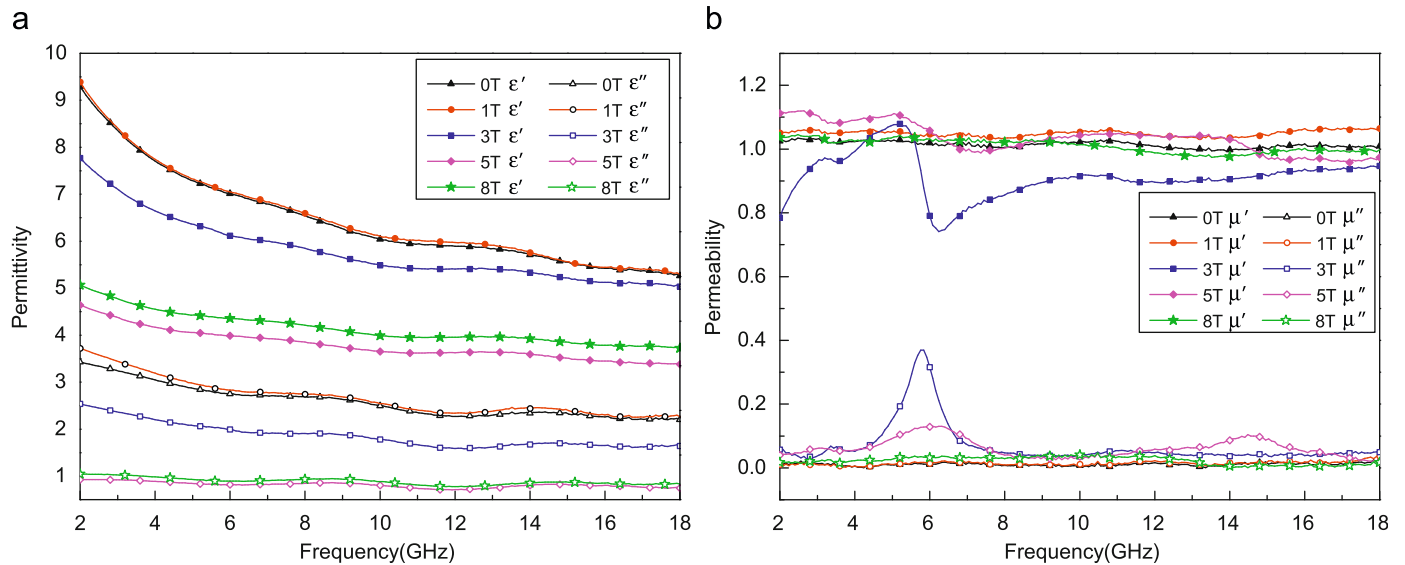 a
10
9
8
7
6
5
4
3
2
1
Permittivity
0T ε′ 0T ε″
1T ε′ 1T ε″
3T ε′ 3T ε″
5T ε′ 5T ε″
8T ε′ 8T ε″
2 4 6 8 10 12 14 16 18
Frequency(GHz)
b
1.2
1.0
0.8
0.6
0.4
0.2
0.0
Permeability
0T μ′ 0T μ″
1T μ′ 1T μ″
3T μ′ 3T μ″
5T μ′ 5T μ″
8T μ′ 8T μ″
2 4 6 8 10 12 14 16 18
Frequency(GHz)